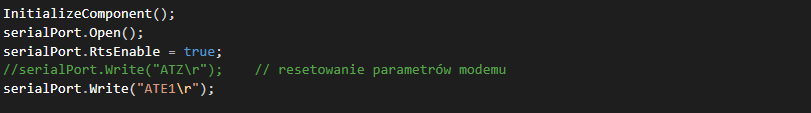 InitializeComponent();
serialPort.Open();
serialPort.RtsEnable = true;
//serialPort.Write("ATZ\r");    // resetowanie parametrów modemu
serialPort.Write("ATE1\r");